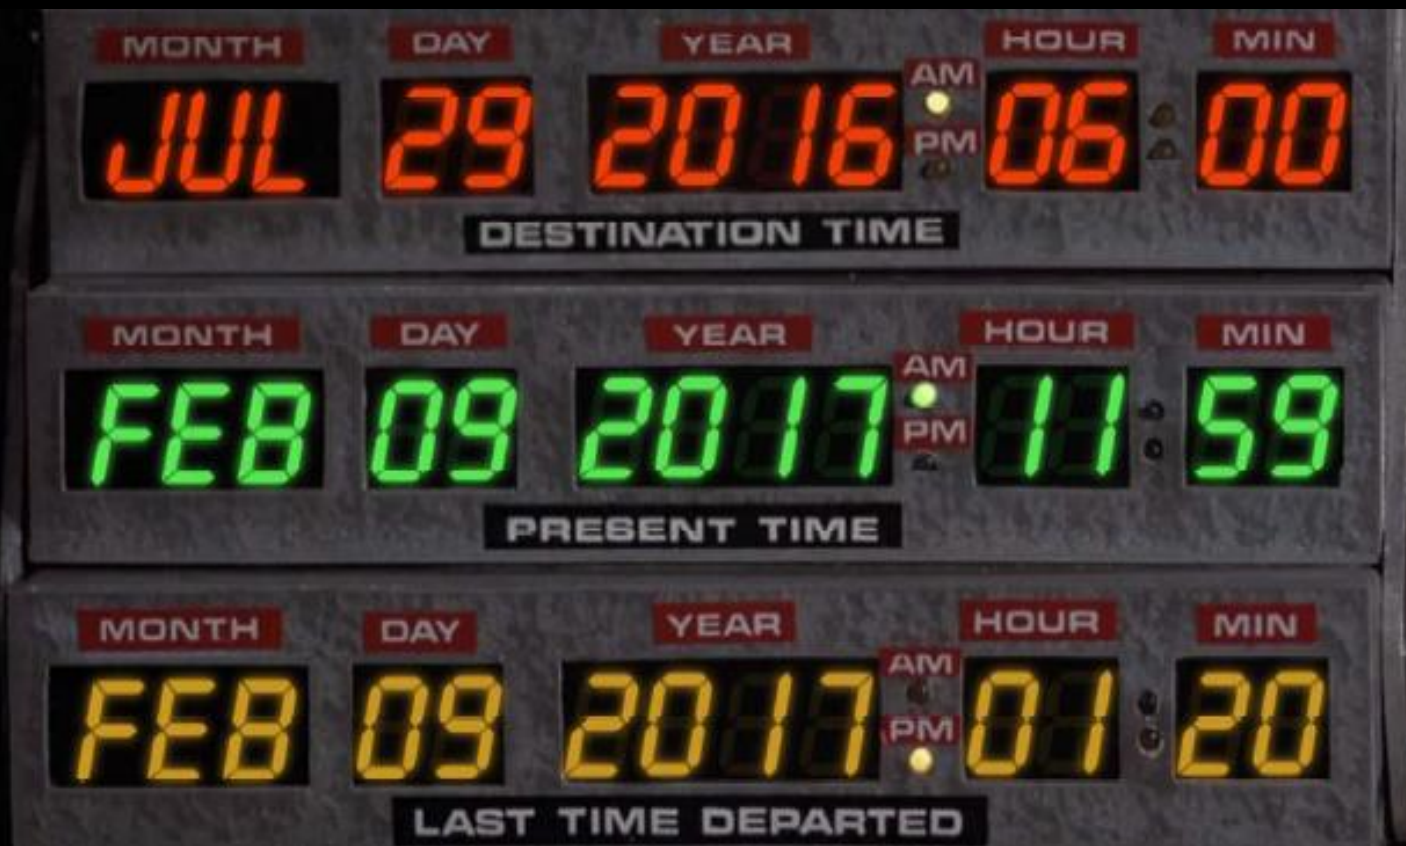 MONTH DAY YEAR HOUR MIN
AM
JUL 29 2016 06 00
PM
DESTINATION TIME
MONTH DAY YEAR HOUR MIN
AM
FEB 09 2017 11 59
PM
PRESENT TIME
MONTH DAY YEAR HOUR MIN
AM
FEB 09 2017 01 20
PM
LAST TIME DEPARTED